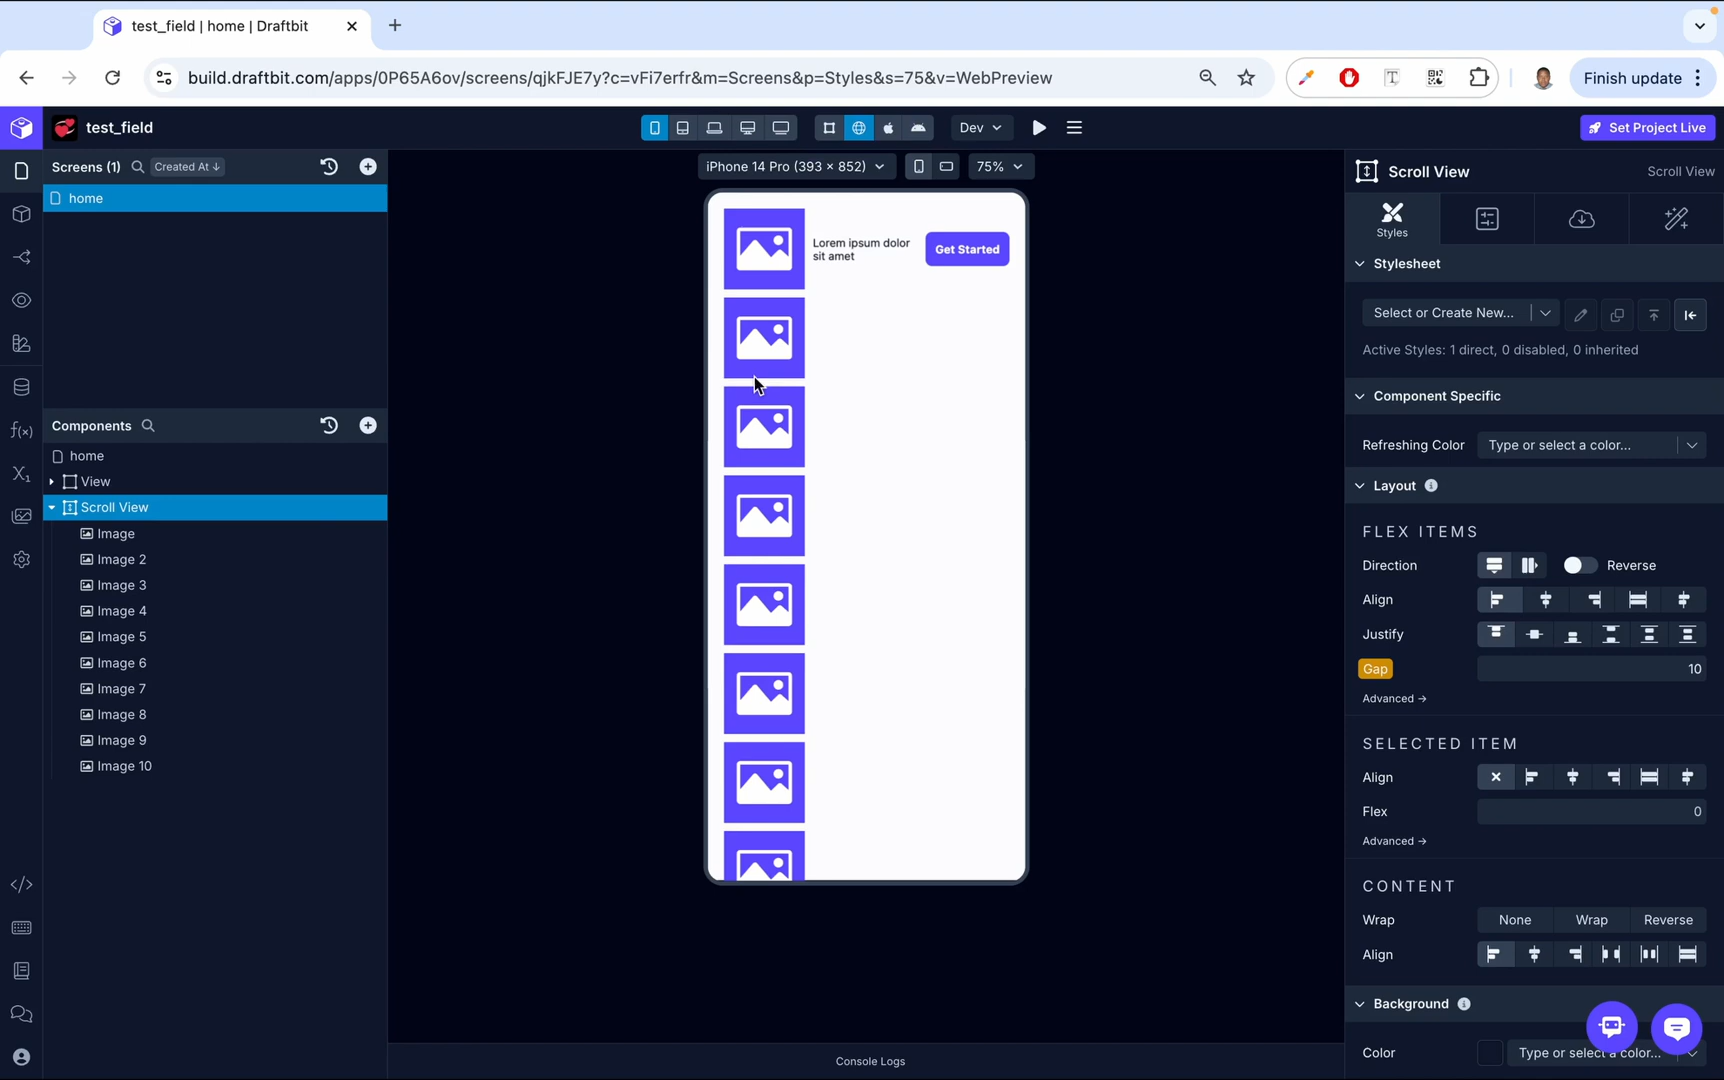 test_field | home | Draftbit
build.draftbit.com/apps/0P65A6ov/screens/qjkFJE7y?c=vFi7erfr&m=Screens&p=Styles&s=75&v=WebPreview
Finish update
test_field
Dev
Set Project Live
Screens (1)
Created At ↓
home
iPhone 14 Pro (393 × 852)
75%
Lorem ipsum dolor
sit amet
Get Started
Components
home
View
Scroll View
Image
Image 2
Image 3
Image 4
Image 5
Image 6
Image 7
Image 8
Image 9
Image 10
f(x)
X1
Console Logs
Scroll View
Scroll View
Styles
Stylesheet
Select or Create New...
Active Styles: 1 direct, 0 disabled, 0 inherited
Component Specific
Refreshing Color
Type or select a color...
Layout
FLEX ITEMS
Direction
Reverse
Align
Justify
Gap
10
Advanced →
SELECTED ITEM
Align
Flex
0
Advanced →
CONTENT
Wrap
None
Wrap
Reverse
Align
Background
Color
Type or select a color...